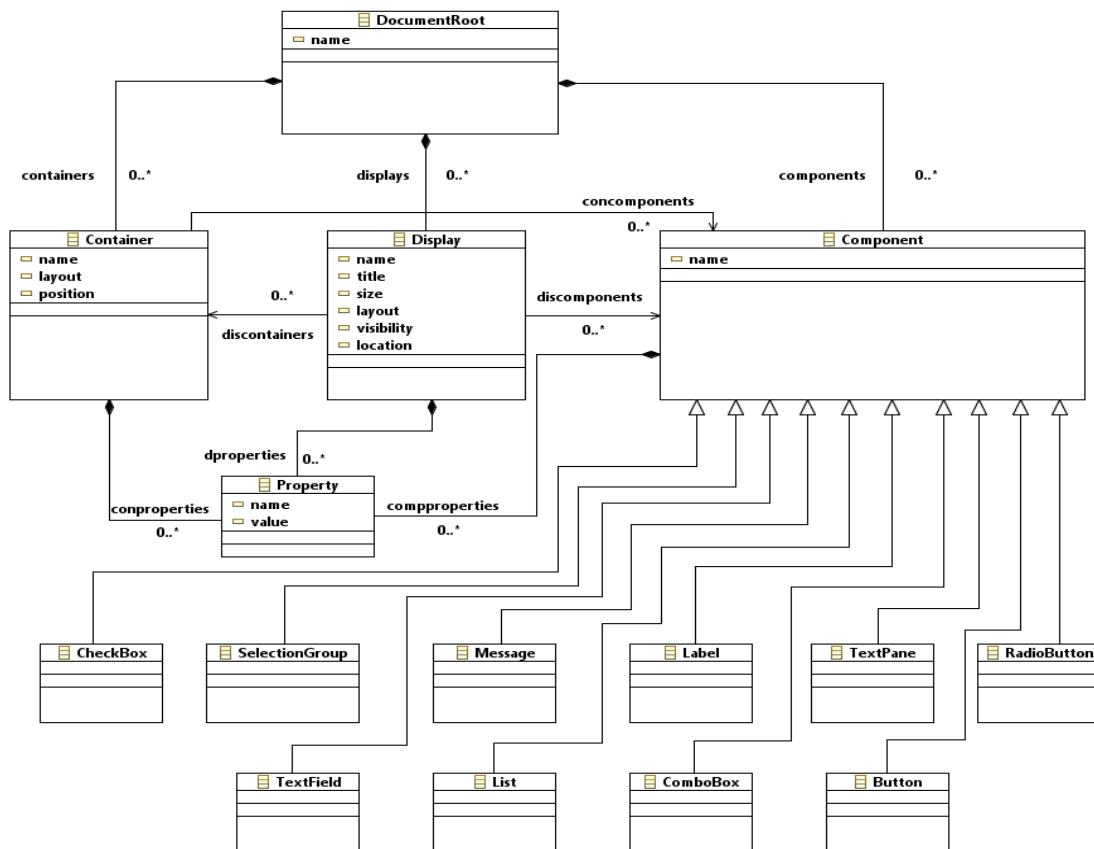 DocumentRoot
name
containers 0..*
displays 0..*
components 0..*
concomponents
0..*
Container
name
layout
position
Display
name
title
size
layout
visibility
location
Component
name
0..*
discontainers
discomponents
0..*
dproperties 0..*
Property
name
value
conproperties
0..*
compproperties
0..*
CheckBox
SelectionGroup
Message
Label
TextPane
RadioButton
TextField
List
ComboBox
Button